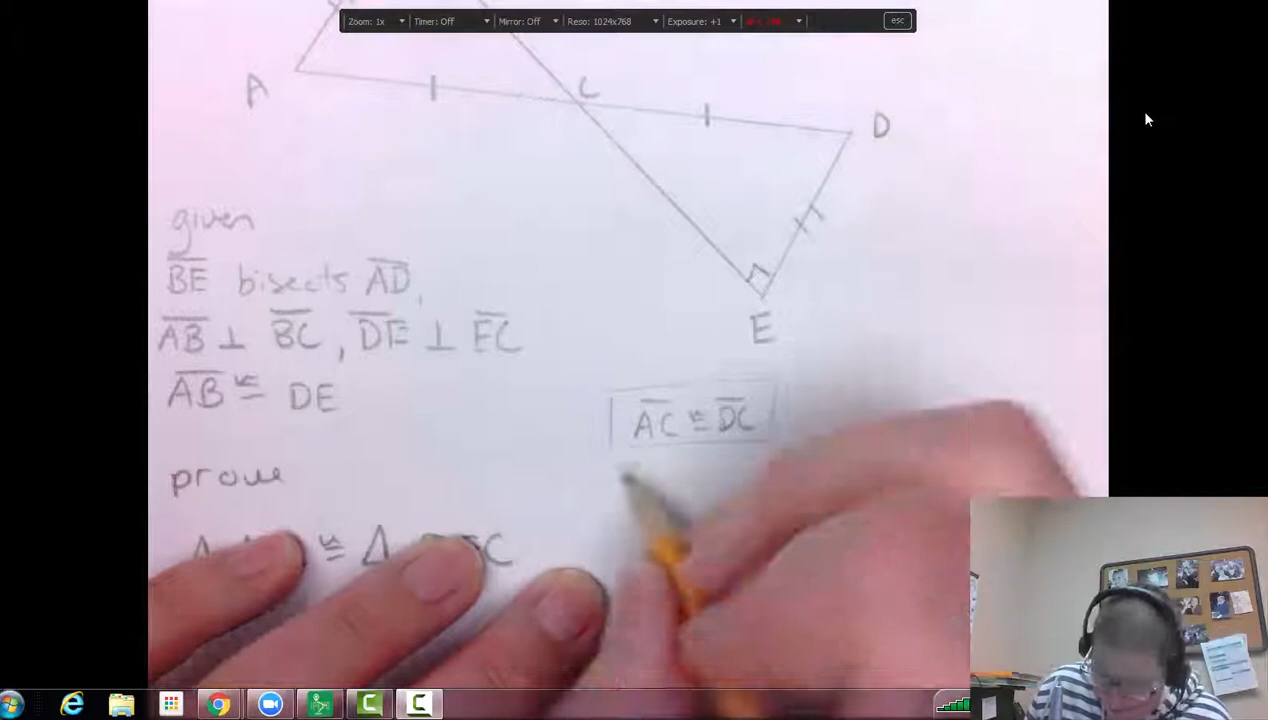 Zoom: 1x Timer: Off Mirror: Off Reso: 1024x768 Exposure: +1 esc
A
C
D
E
given
BE bisects AD,
AB ⊥ BC, DE ⊥ EC
AB ≅ DE
AC ≅ DC
prove
≅ Δ C